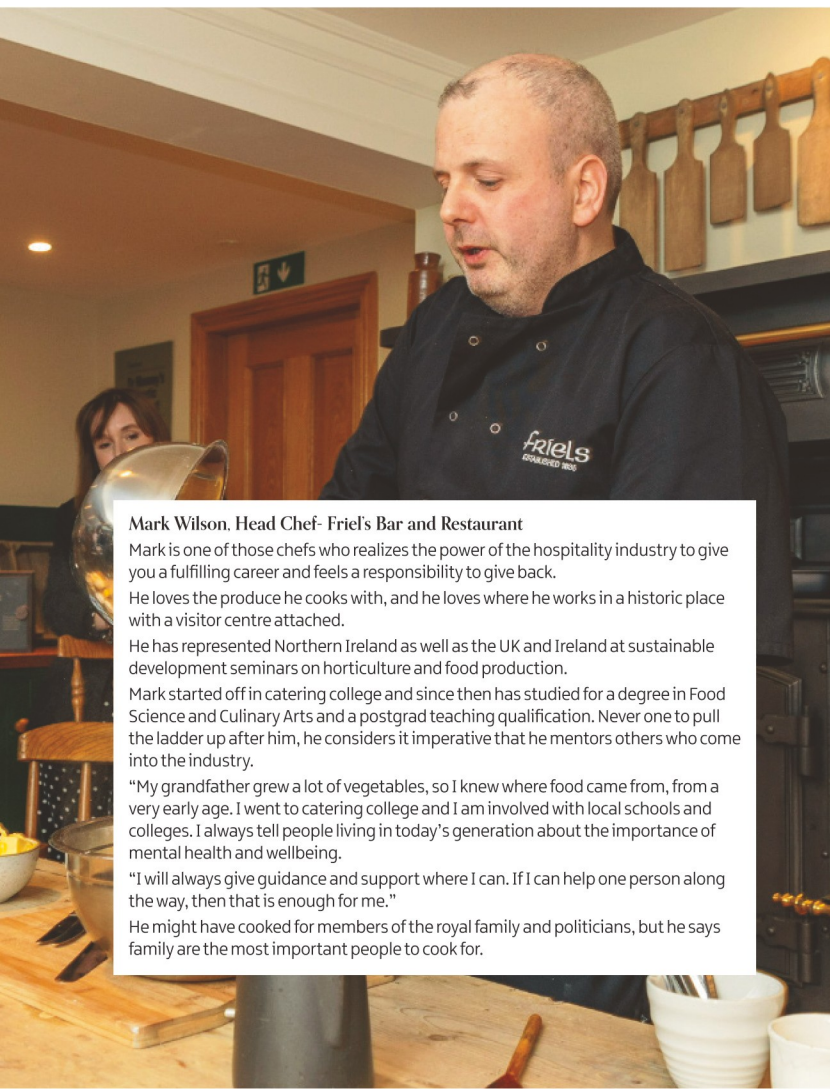 friels
ESTABLISHED 1895
Mark Wilson, Head Chef- Friel's Bar and Restaurant
Mark is one of those chefs who realizes the power of the hospitality industry to give
you a fulfilling career and feels a responsibility to give back.
He loves the produce he cooks with, and he loves where he works in a historic place
with a visitor centre attached.
He has represented Northern Ireland as well as the UK and Ireland at sustainable
development seminars on horticulture and food production.
Mark started off in catering college and since then has studied for a degree in Food
Science and Culinary Arts and a postgrad teaching qualification. Never one to pull
the ladder up after him, he considers it imperative that he mentors others who come
into the industry.
“My grandfather grew a lot of vegetables, so I knew where food came from, from a
very early age. I went to catering college and I am involved with local schools and
colleges. I always tell people living in today’s generation about the importance of
mental health and wellbeing.
“I will always give guidance and support where I can. If I can help one person along
the way, then that is enough for me.”
He might have cooked for members of the royal family and politicians, but he says
family are the most important people to cook for.